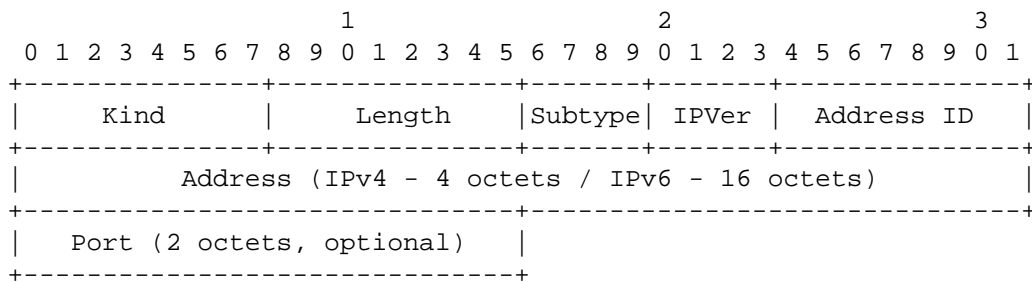 1                   2                   3
 0 1 2 3 4 5 6 7 8 9 0 1 2 3 4 5 6 7 8 9 0 1 2 3 4 5 6 7 8 9 0 1
+---------------+---------------+-------+-------+---------------+
|     Kind      |     Length    |Subtype| IPVer |  Address ID   |
+---------------+---------------+-------+-------+---------------+
|          Address (IPv4 - 4 octets / IPv6 - 16 octets)         |
+-------------------------------+-------------------------------+
|   Port (2 octets, optional)   |
+-------------------------------+